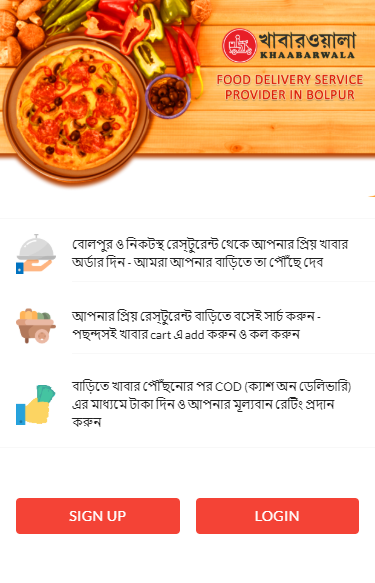 খাবারওয়ালা
KHAABARWALA
FOOD DELIVERY SERVICE
PROVIDER IN BOLPUR
বোলপুর ও নিকটস্থ রেস্টুরেন্ট থেকে আপনার প্রিয় খাবার
অর্ডার দিন - আমরা আপনার বাড়িতে তা পৌঁছে দেব
আপনার প্রিয় রেস্টুরেন্ট বাড়িতে বসেই সার্চ করুন -
পছন্দসই খাবার cart এ add করুন ও কল করুন
বাড়িতে খাবার পৌঁছনোর পর COD (ক্যাশ অন ডেলিভারি)
এর মাধ্যমে টাকা দিন ও আপনার মূল্যবান রেটিং প্রদান
করুন
SIGN UP
LOGIN